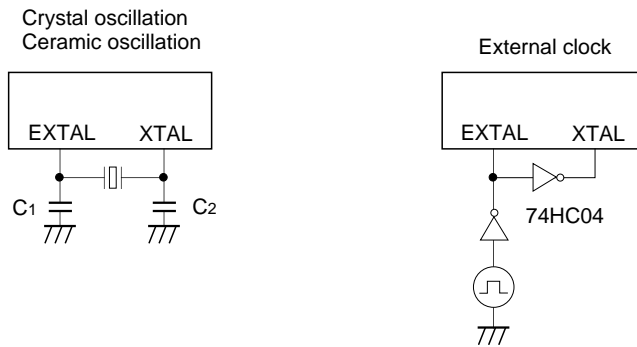 Crystal oscillation
Ceramic oscillation
EXTAL XTAL
C1 C2
External clock
EXTAL XTAL
74HC04